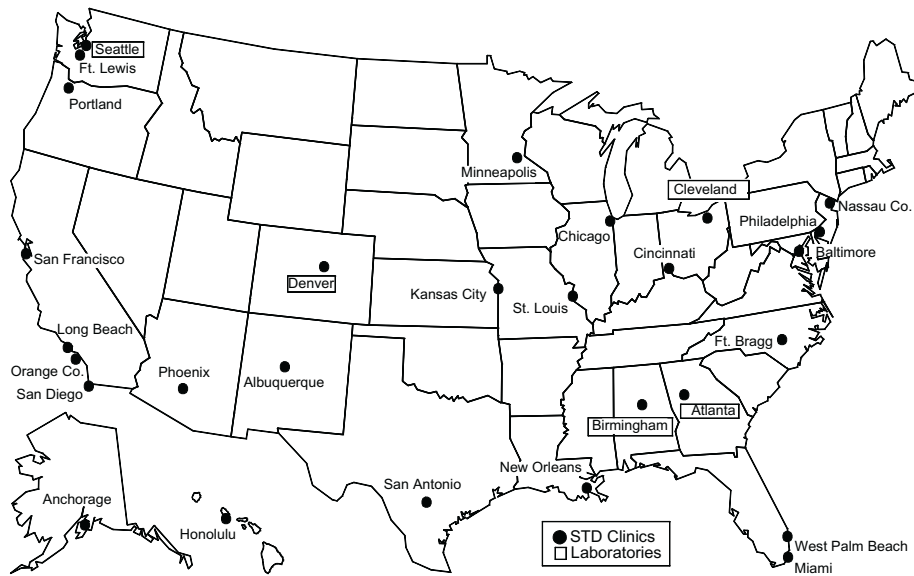 Seattle
Ft. Lewis
Portland
Minneapolis
Cleveland
Nassau Co.
Philadelphia
Chicago
Cincinnati
Baltimore
San Francisco
Denver
Kansas City
St. Louis
Long Beach
Ft. Bragg
Orange Co.
Phoenix
Albuquerque
San Diego
Atlanta
Birmingham
New Orleans
San Antonio
Anchorage
Honolulu
STD Clinics
Laboratories
West Palm Beach
Miami